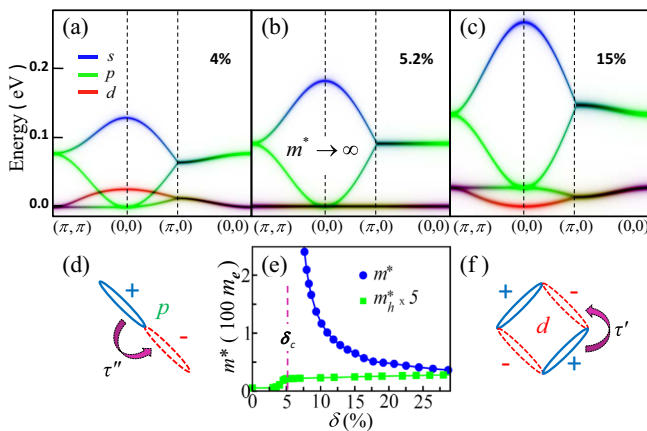 (a) (b) (c)
4% 5.2% 15%
s
p
d
Energy (eV)
0.2
0.1
0.0
m* → ∞
(π, π) (0,0) (π,0) (0,0) (π, π) (0,0) (π,0) (0,0) (π, π) (0,0) (π,0) (0,0)
(d) (e) (f)
+ p -
τ''
m* ( 100 mₑ )
2
1
0
δc
m*
m*ₕ x 5
0 5 10 15 20 25
δ (%)
+ - d - +
τ'